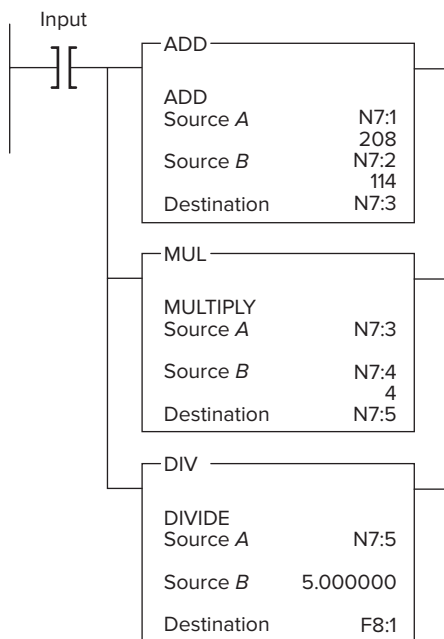 Input
ADD
ADD
Source A N7:1
208
Source B N7:2
114
Destination N7:3
MUL
MULTIPLY
Source A N7:3
Source B N7:4
4
Destination N7:5
DIV
DIVIDE
Source A N7:5
Source B 5.000000
Destination F8:1